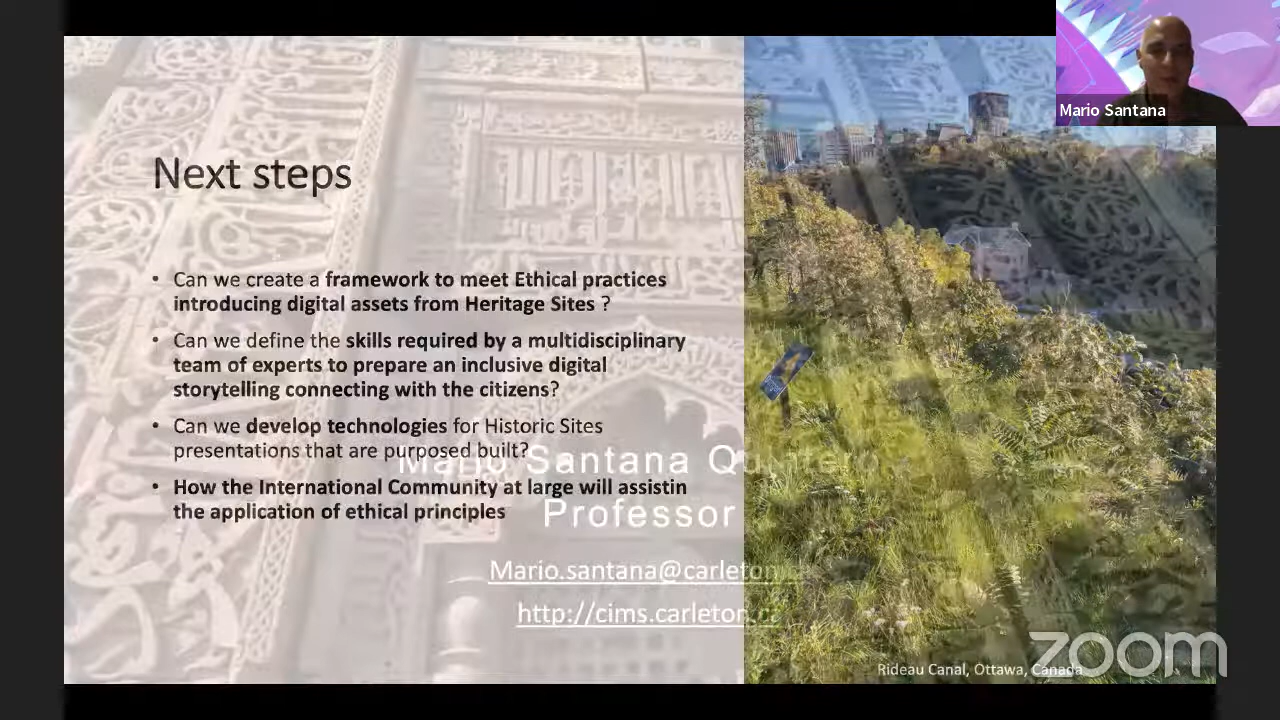 Mario Santana
Next steps
• Can we create a framework to meet Ethical practices
introducing digital assets from Heritage Sites ?
• Can we define the skills required by a multidisciplinary
team of experts to prepare an inclusive digital
storytelling connecting with the citizens?
• Can we develop technologies for Historic Sites
presentations that are purposed built?
• How the International Community at large will assistin
the application of ethical principles
Mario Santana Quintero
Professor
Mario.santana@carleton
http://cims.carleton.ca
Rideau Canal, Ottawa, Canada
zoom